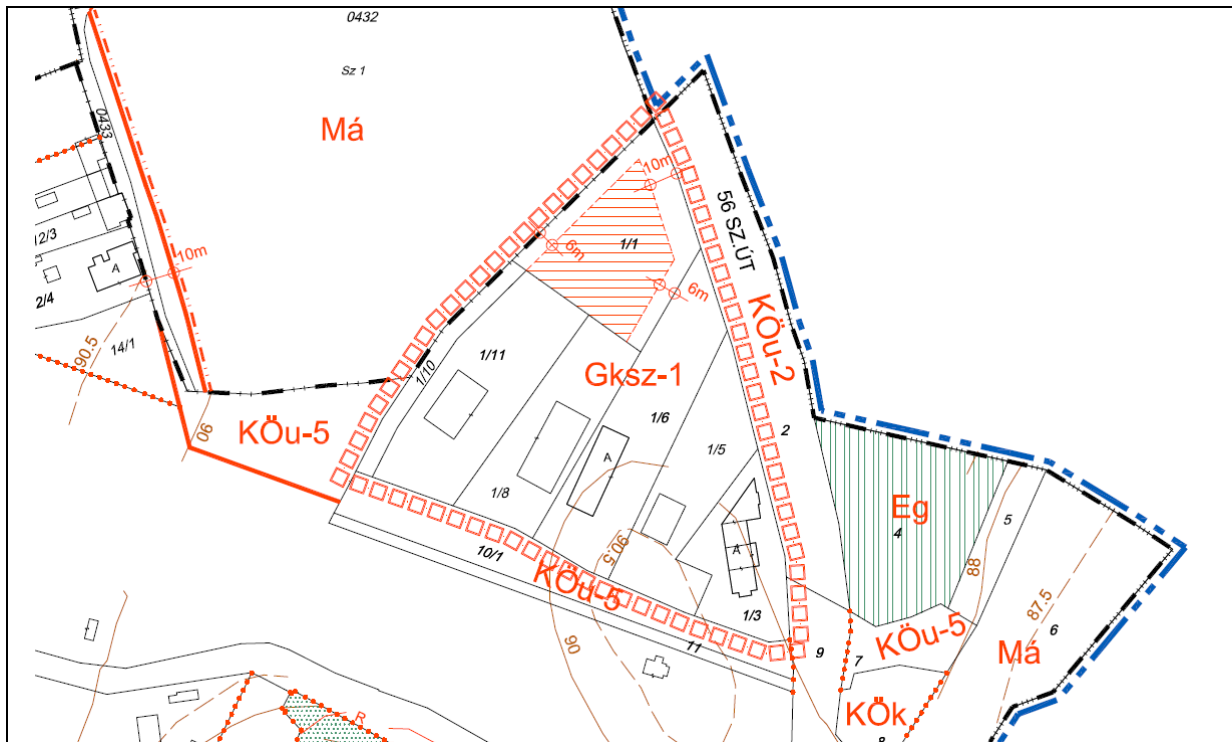 0432
Sz 1
Má
0433
12/3
A
2/4
10m
14/1
90.5
90
KÖu-5
10m
56 SZ.ÚT
1/1
6m
6m
KÖu-2
1/11
1/10
Gksz-1
1/6
1/5
2
A
1/8
Eg
4
5
90.5
A
88
10/1
KÖu-5
87.5
1/3
6
90
11
9
7
KÖu-5
Má
KÖk
8
R